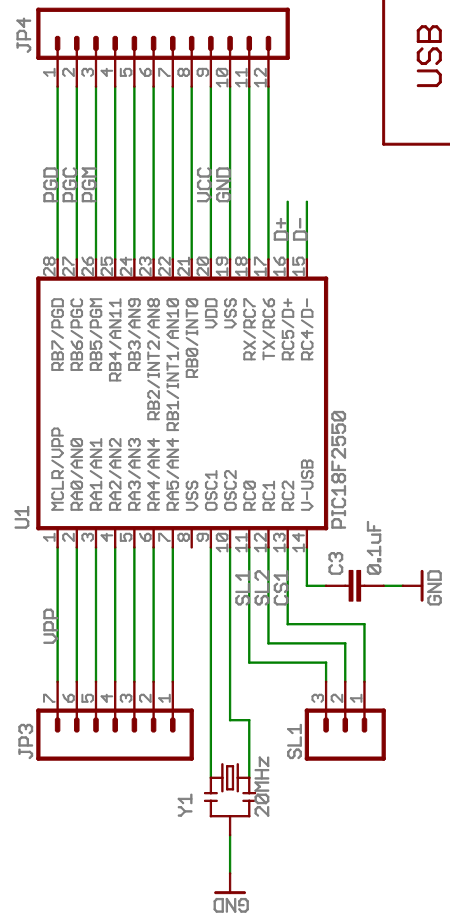 JP4
1
2
3
4
5
6
7
8
9
10
11
12
USB
PGD
PGC
PGM
VCC
GND
D+
D-
28
27
26
25
24
23
22
21
20
19
18
17
16
15
RB7/PGD
RB6/PGC
RB5/PGM
RB4/AN11
RB3/AN9
RB2/INT2/AN8
RB1/INT1/AN10
RB0/INT0
VDD
VSS
RX/RC7
TX/RC6
RC5/D+
RC4/D-
MCLR/VPP
RA0/AN0
RA1/AN1
RA2/AN2
RA3/AN3
RA4/AN4
RA5/AN4
VSS
OSC1
OSC2
RC0
RC1
RC2
V-USB
U1
PIC18F2550
1
2
3
4
5
6
7
8
9
10
11
12
13
14
VPP
SL1
SL2
CS1
C3
0.1uF
GND
JP3
7
6
5
4
3
2
1
SL1
3
2
1
Y1
20MHz
GND